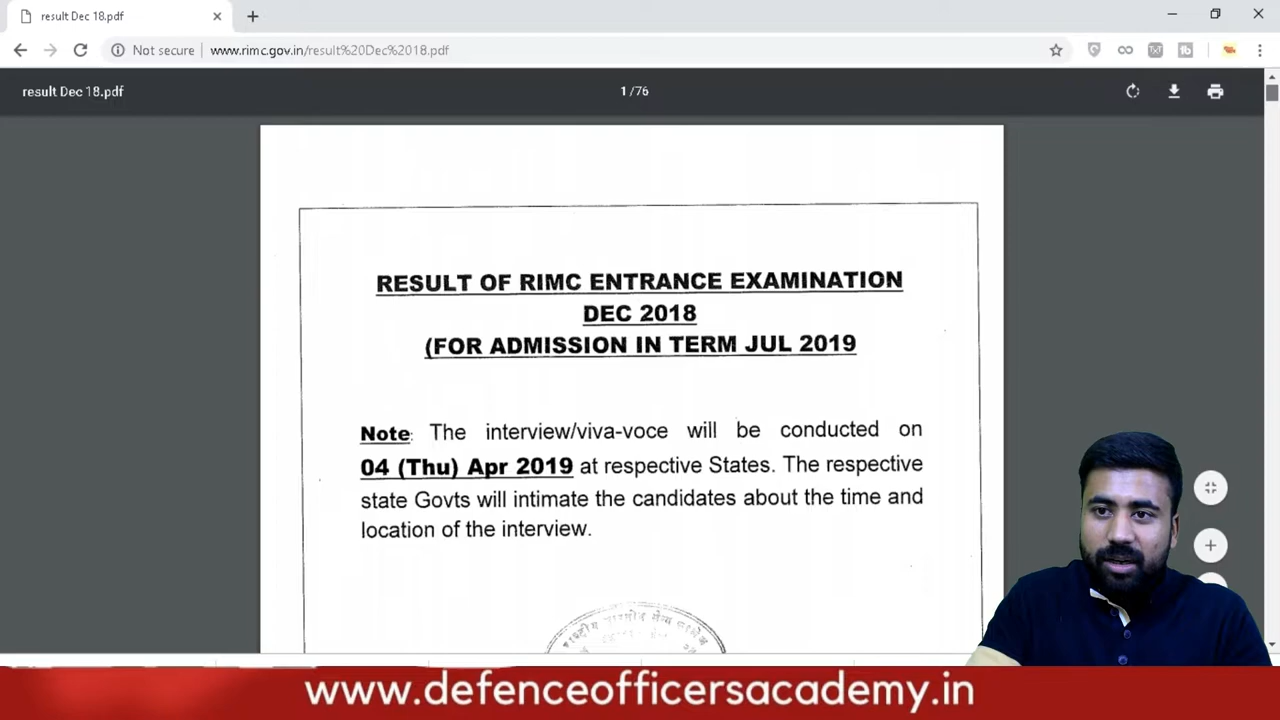 result Dec 18.pdf
Not secure | www.rimc.gov.in/result%20Dec%2018.pdf
result Dec 18.pdf
1/76
RESULT OF RIMC ENTRANCE EXAMINATION
DEC 2018
(FOR ADMISSION IN TERM JUL 2019
Note: The interview/viva-voce will be conducted on
04 (Thu) Apr 2019 at respective States. The respective
state Govts will intimate the candidates about the time and
location of the interview.
www.defenceofficersacademy.in